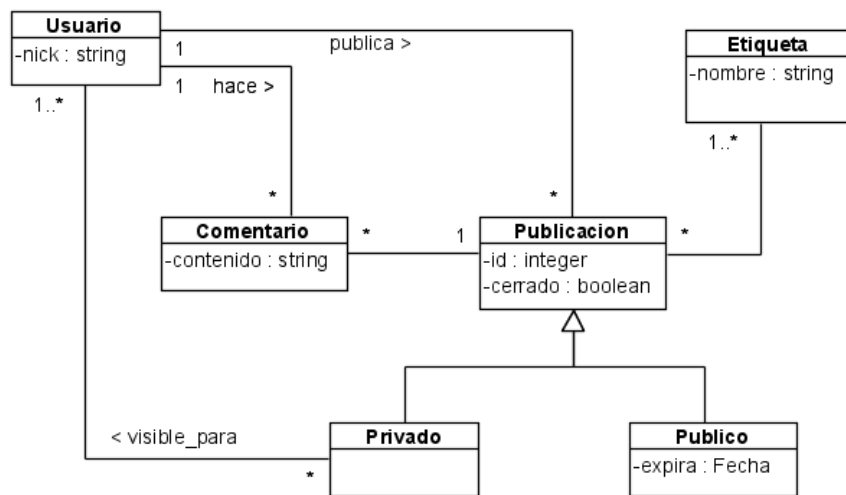 Usuario
-nick : string
1
publica >
1
hace >
1..*
Etiqueta
-nombre : string
1..*
*
*
Comentario
-contenido : string
*
1
Publicacion
-id : integer
-cerrado : boolean
*
< visible_para
*
Privado
Publico
-expira : Fecha